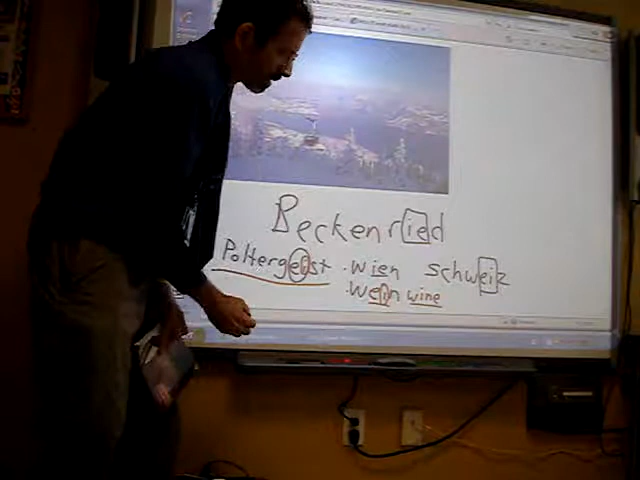 Beckenried
Poltergeist · wien schweiz
· wein wine